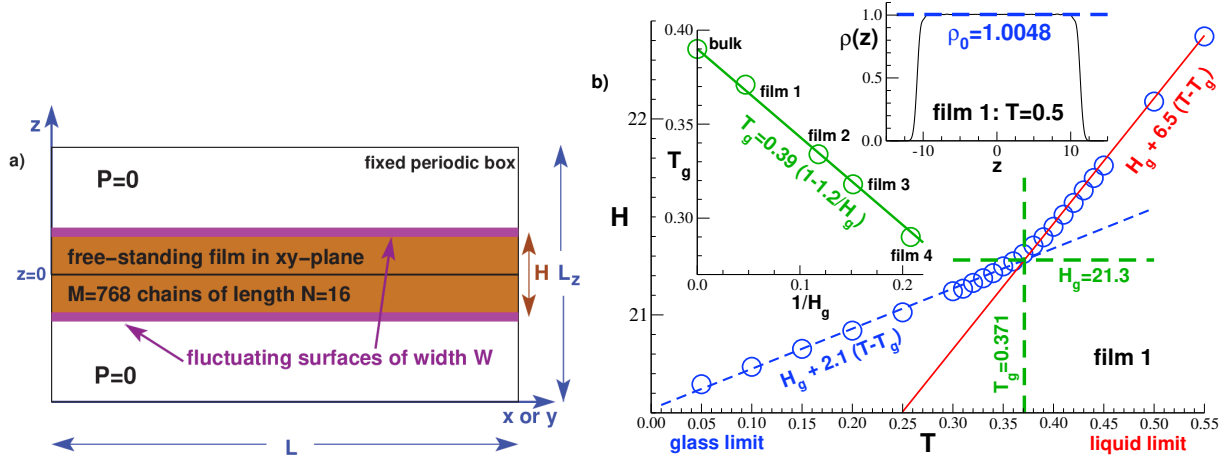 a)
z
fixed periodic box
P=0
free−standing film in xy−plane
z=0
H
L_z
M=768 chains of length N=16
fluctuating surfaces of width W
P=0
x or y
L
b)
H
22
21
0.00
0.05
0.10
0.15
0.20
0.25
0.30
0.35
0.40
0.45
0.50
0.55
glass limit
T
liquid limit
H_g + 2.1 (T-T_g)
H_g + 6.5 (T-T_g)
H_g=21.3
T_g=0.371
film 1
0.40
0.35
0.30
T_g
bulk
film 1
film 2
film 3
film 4
T_g=0.39 (1-1.2/H_g)
0.0
0.1
0.2
1/H_g
1.0
0.5
0.0
ρ(z)
ρ_0=1.0048
film 1: T=0.5
-10
0
10
z